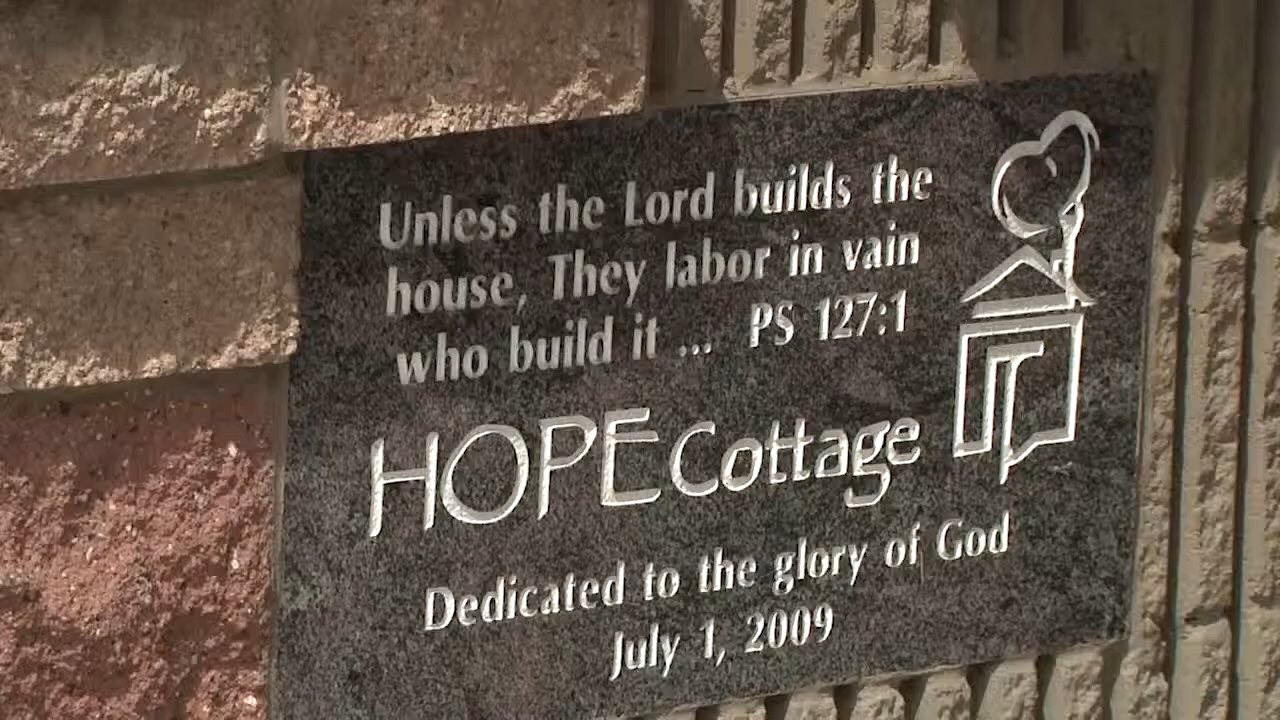 Unless the Lord builds the
house, They labor in vain
who build it ... PS 127:1
HOPE Cottage
Dedicated to the glory of God
July 1, 2009